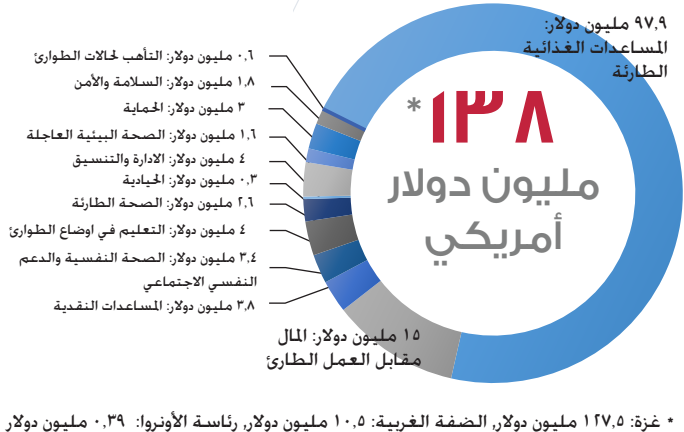 ٩٧,٩ مليون دولار:
المساعدات الغذائية
الطارئة
٠,٦ مليون دولار: التأهب لحالات الطوارئ
١,٨ مليون دولار: السلامة والأمن
٣ مليون دولار: الحماية
١,٦ مليون دولار: الصحة البيئية العاجلة
٤ مليون دولار: الادارة والتنسيق
٠,٣ مليون دولار: الحيادية
٢,٦ مليون دولار: الصحة الطارئة
٤ مليون دولار: التعليم في اوضاع الطوارئ
٣,٤ مليون دولار: الصحة النفسية والدعم
النفسي الاجتماعي
٣,٨ مليون دولار: المساعدات النقدية
١٥ مليون دولار: المال
مقابل العمل الطارئ
١٣٨*
مليون دولار
أمريكي
* غزة: ١٢٧,٥ مليون دولار, الضفة الغربية: ١٠,٥ مليون دولار, رئاسة الأونروا: ٠,٣٩ مليون دولار